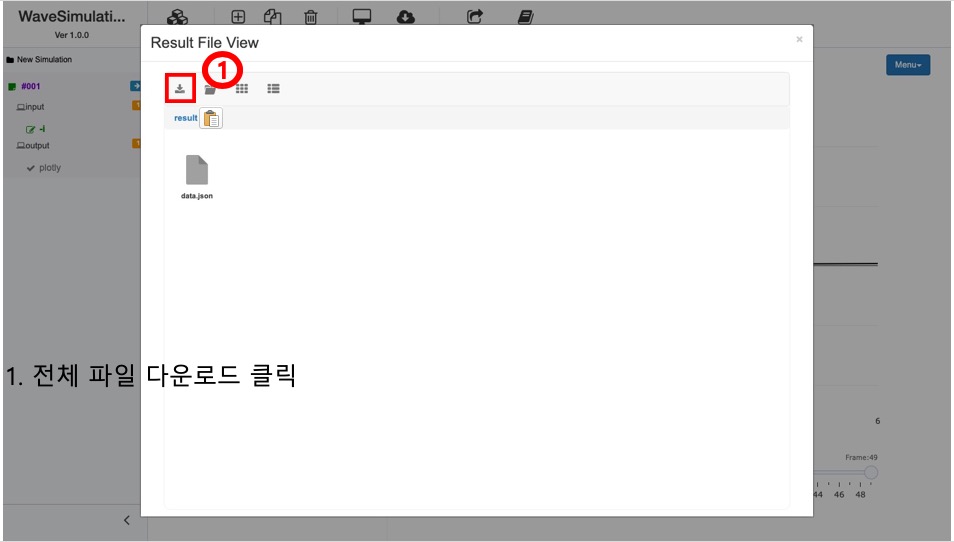 WaveSimulati...
Ver 1.0.0
New Simulation
#001
input
output
plotly
Result File View
×
1
result
data.json
Menu
1. 전체 파일 다운로드 클릭
6
Frame:49
44 46 48